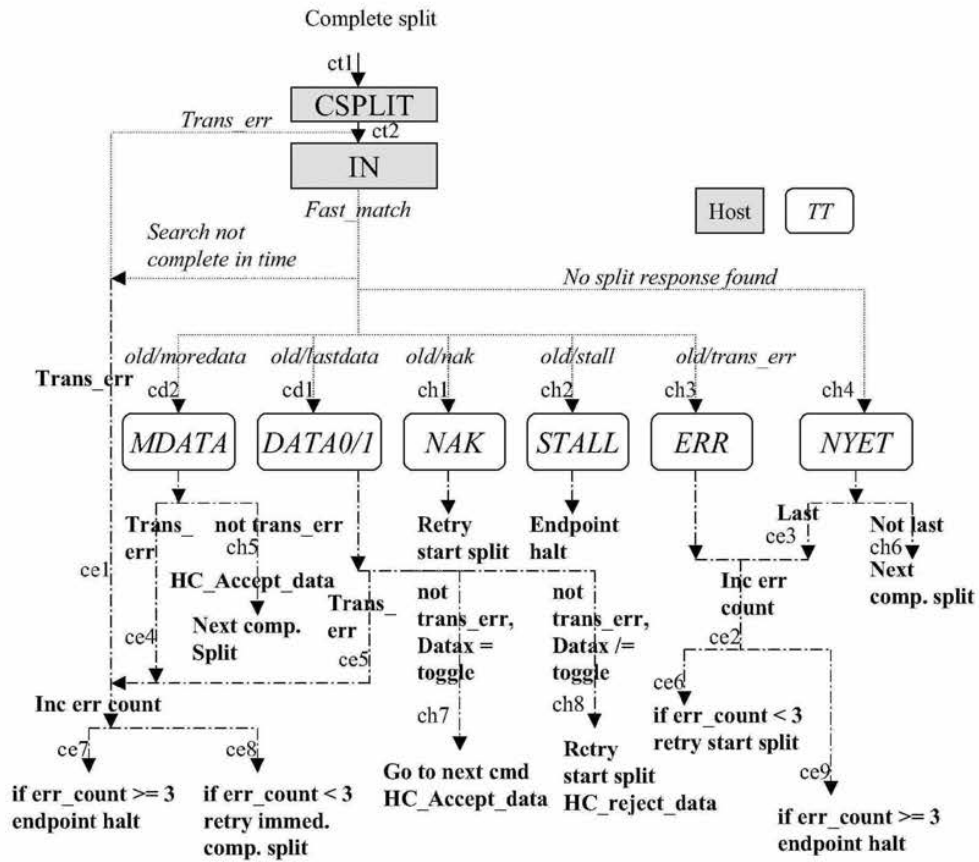 Complete split
ct1
CSPLIT
Trans_err
ct2
IN
Fast_match
Host
TT
Search not
complete in time
No split response found
old/moredata
old/lastdata
old/nak
old/stall
old/trans_err
Trans_err
cd2
cd1
ch1
ch2
ch3
ch4
MDATA
DATA0/1
NAK
STALL
ERR
NYET
Trans_
err
not trans_err
ch5
HC_Accept_data
Next comp.
Split
Retry
start split
Endpoint
halt
Last
ce3
Not last
ch6
Next
comp. split
ce1
ce4
Trans_
err
ce5
not
trans_err,
Datax =
toggle
ch7
not
trans_err,
Datax /=
toggle
ch8
Inc err
count
ce2
ce6
if err_count < 3
retry start split
Inc err count
ce7
ce8
Go to next cmd
HC_Accept_data
Retry
start split
HC_reject_data
ce9
if err_count >= 3
endpoint halt
if err_count < 3
retry immed.
comp. split
if err_count >= 3
endpoint halt